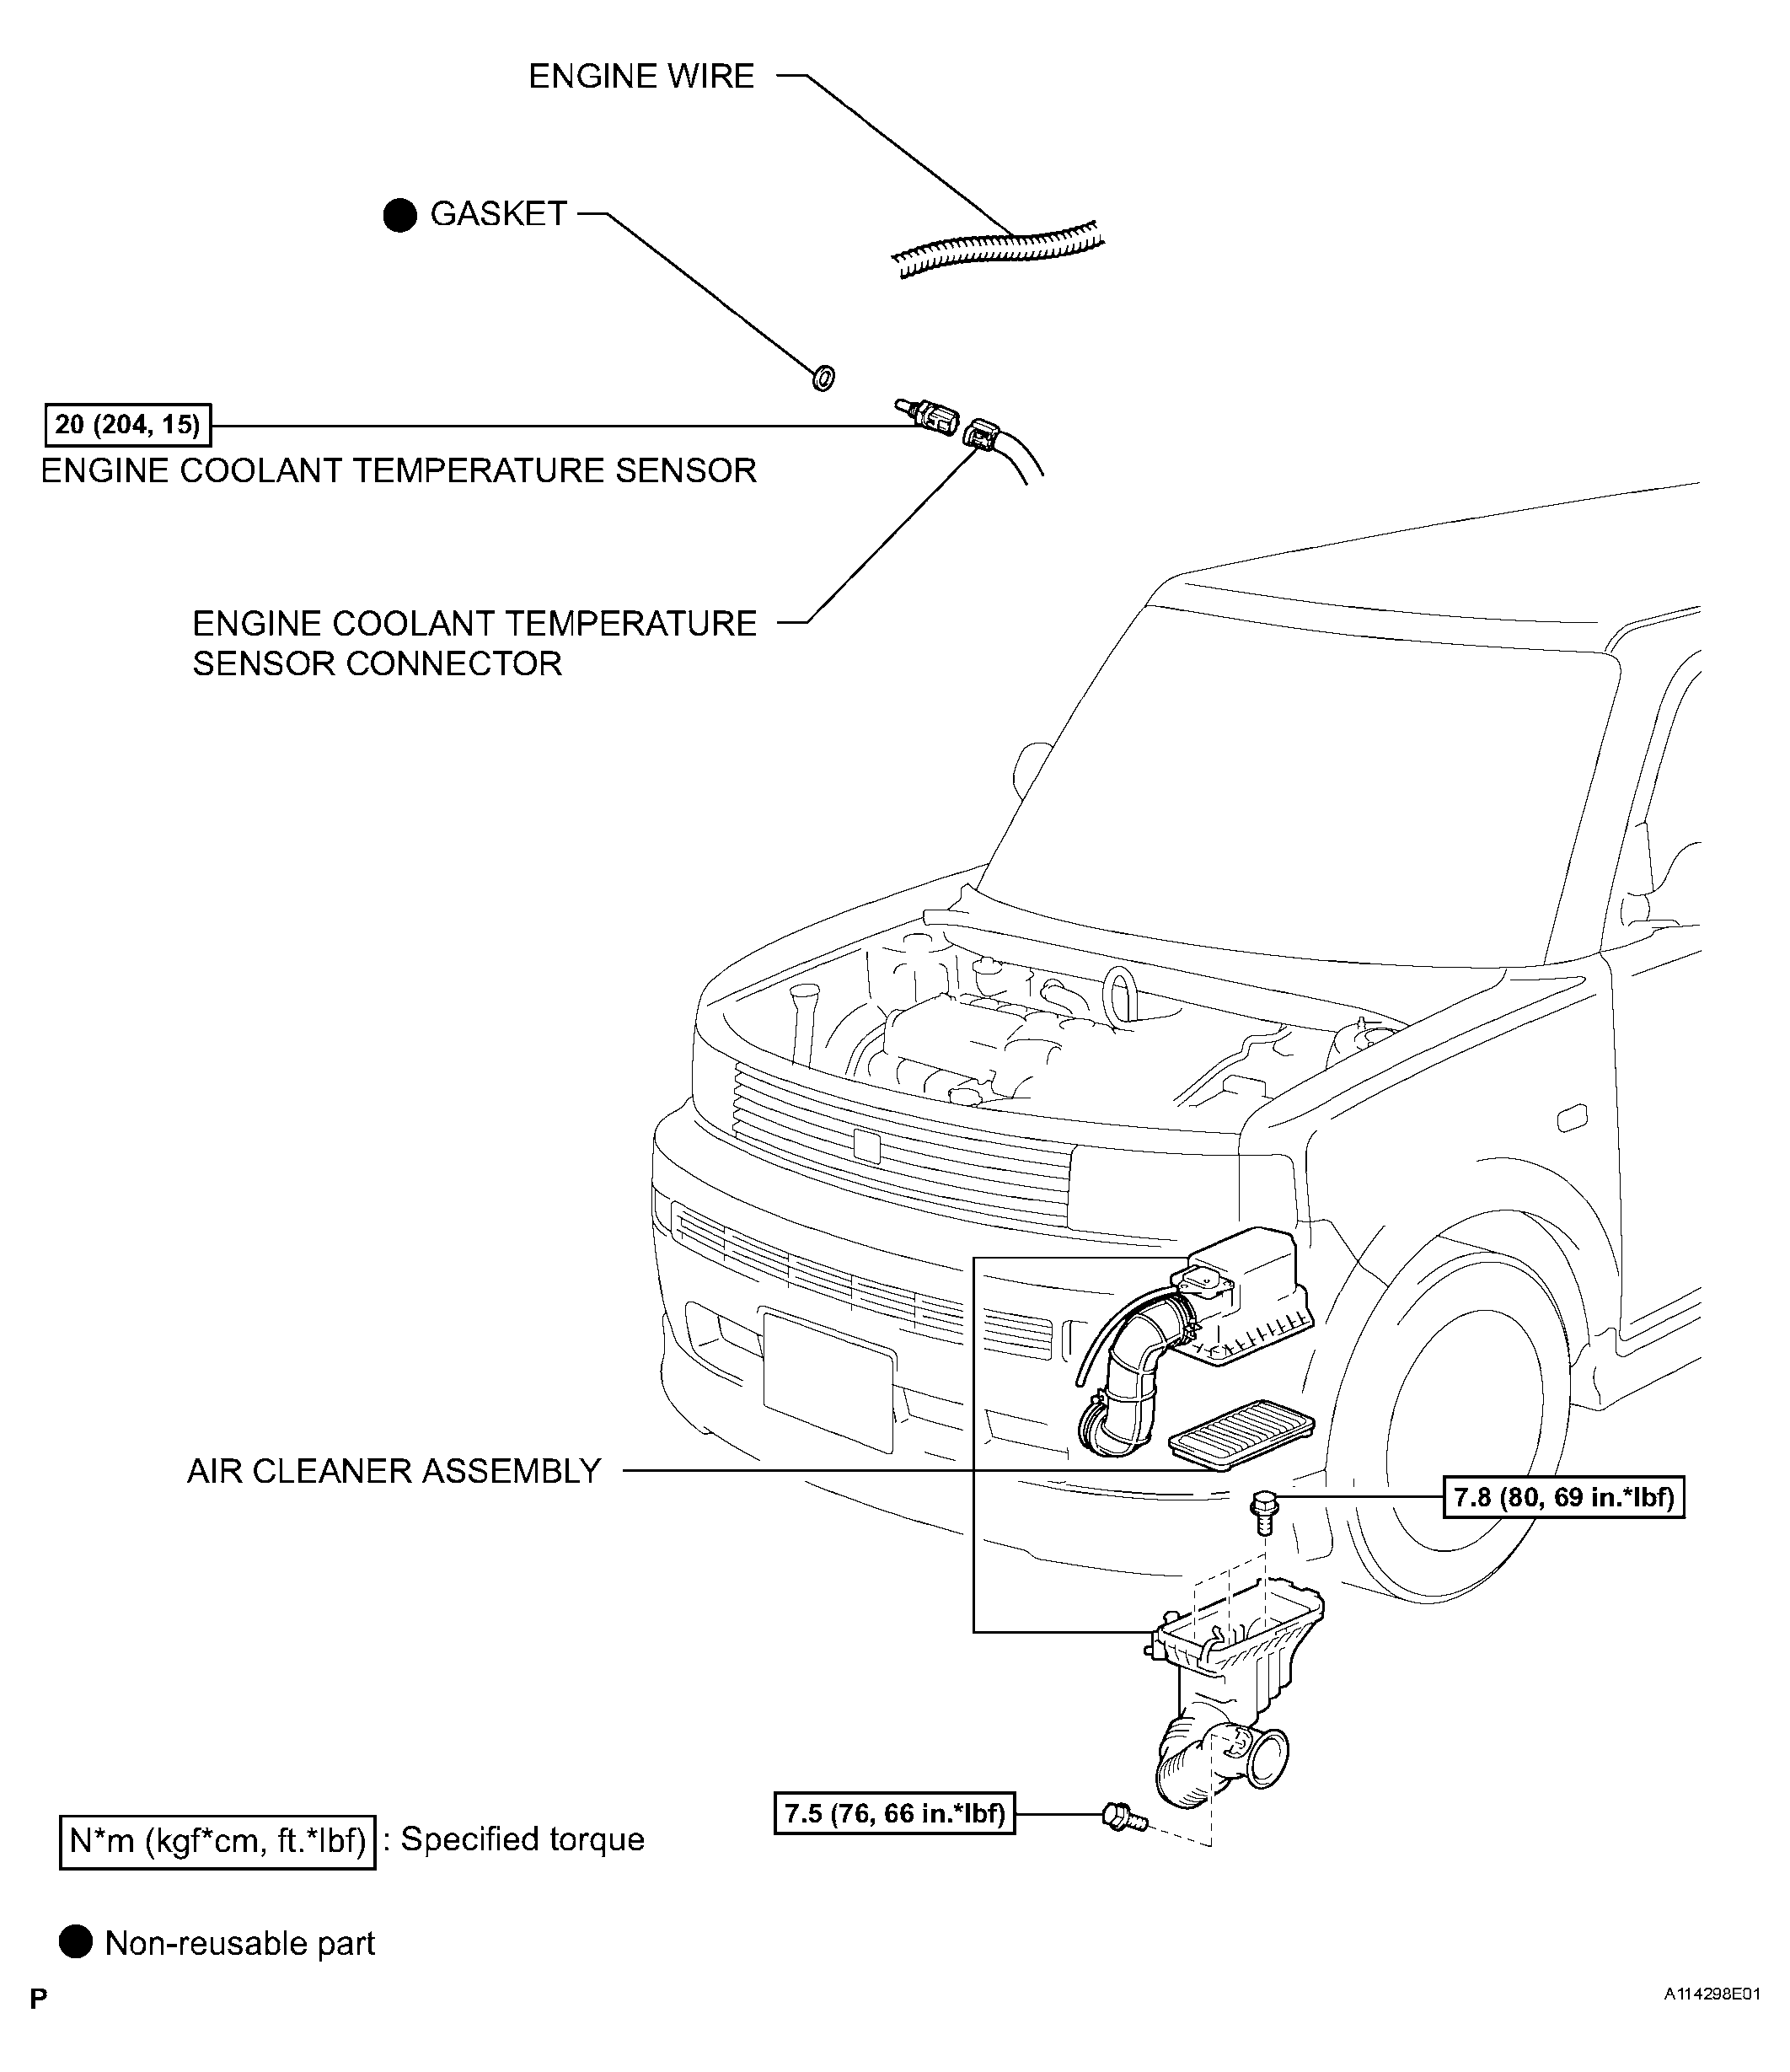 ENGINE WIRE
● GASKET
20 (204, 15)
ENGINE COOLANT TEMPERATURE SENSOR
ENGINE COOLANT TEMPERATURE
SENSOR CONNECTOR
AIR CLEANER ASSEMBLY
7.8 (80, 69 in.*lbf)
7.5 (76, 66 in.*lbf)
N*m (kgf*cm, ft.*lbf) : Specified torque
● Non-reusable part
P
A114298E01